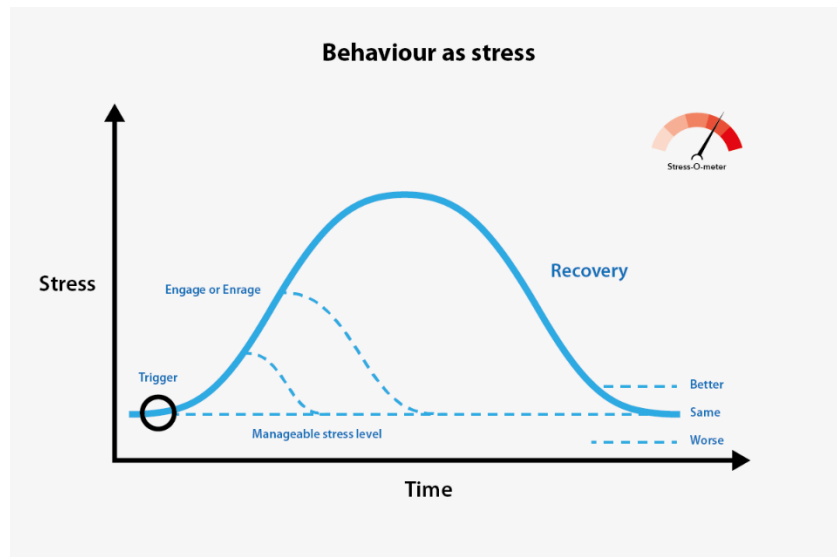 Behaviour as stress
Stress-O-meter
Stress
Engage or Enrage
Recovery
Trigger
Better
Same
Manageable stress level
Worse
Time